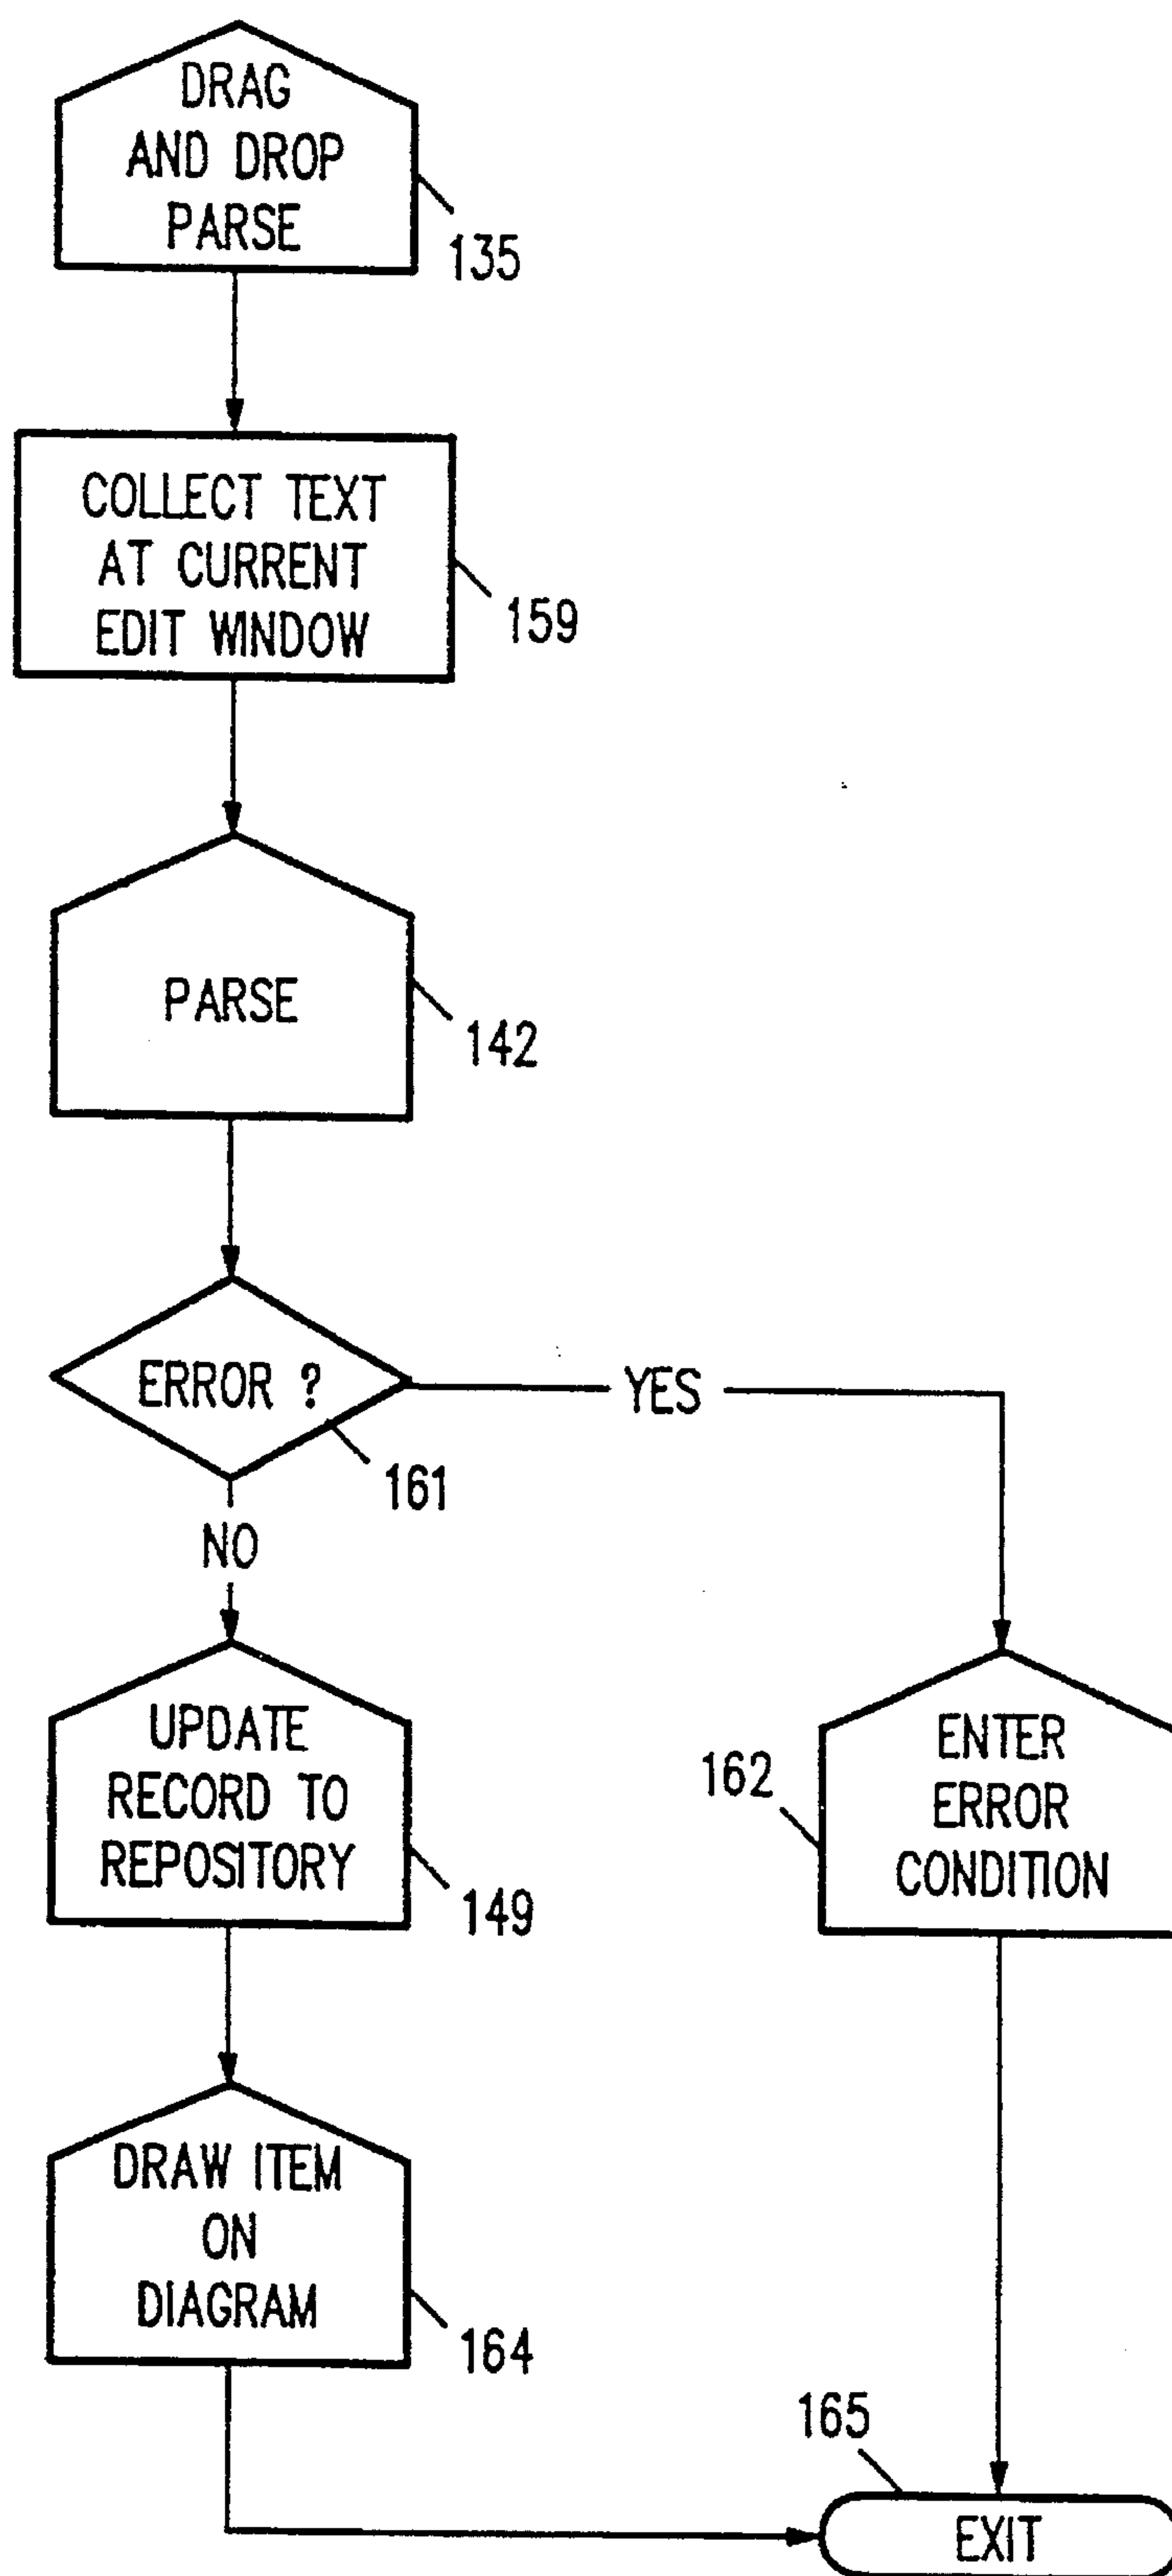 DRAG
AND DROP
PARSE
135
COLLECT TEXT
AT CURRENT
EDIT WINDOW
159
PARSE
142
ERROR ?
YES
161
NO
UPDATE
RECORD TO
REPOSITORY
149
ENTER
ERROR
CONDITION
162
DRAW ITEM
ON
DIAGRAM
164
165
EXIT